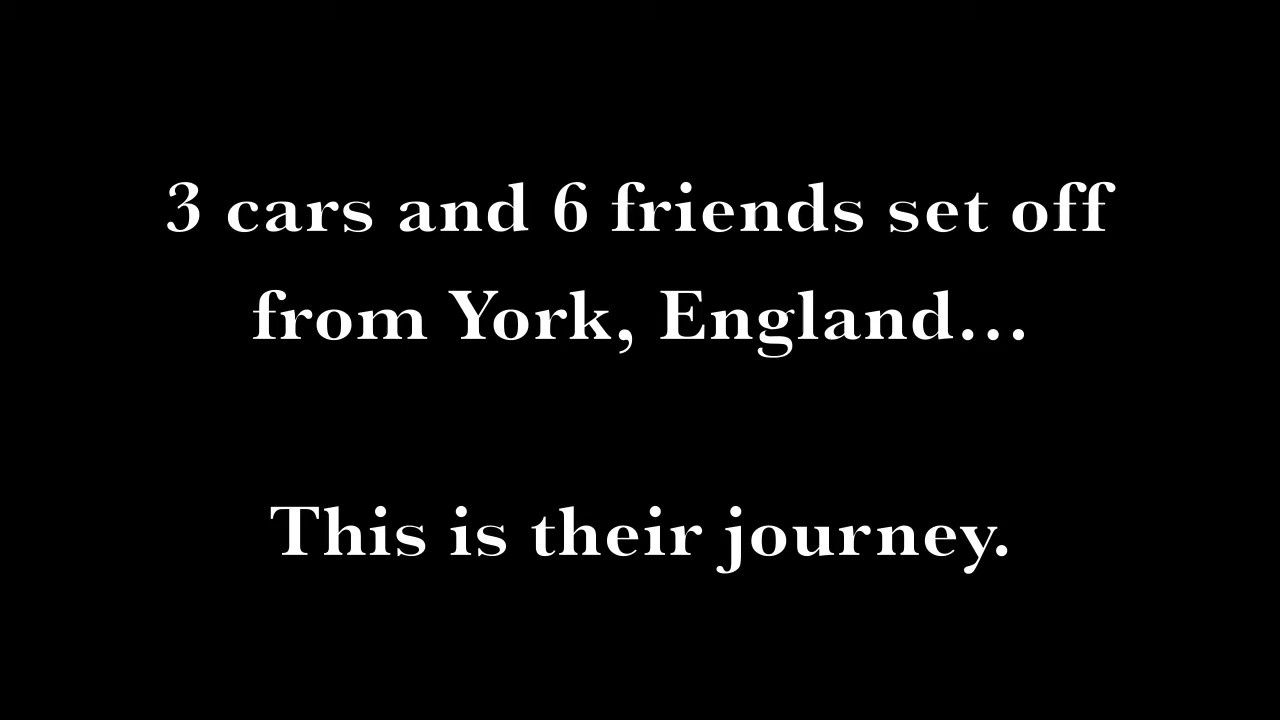 3 cars and 6 friends set off
from York, England...
This is their journey.